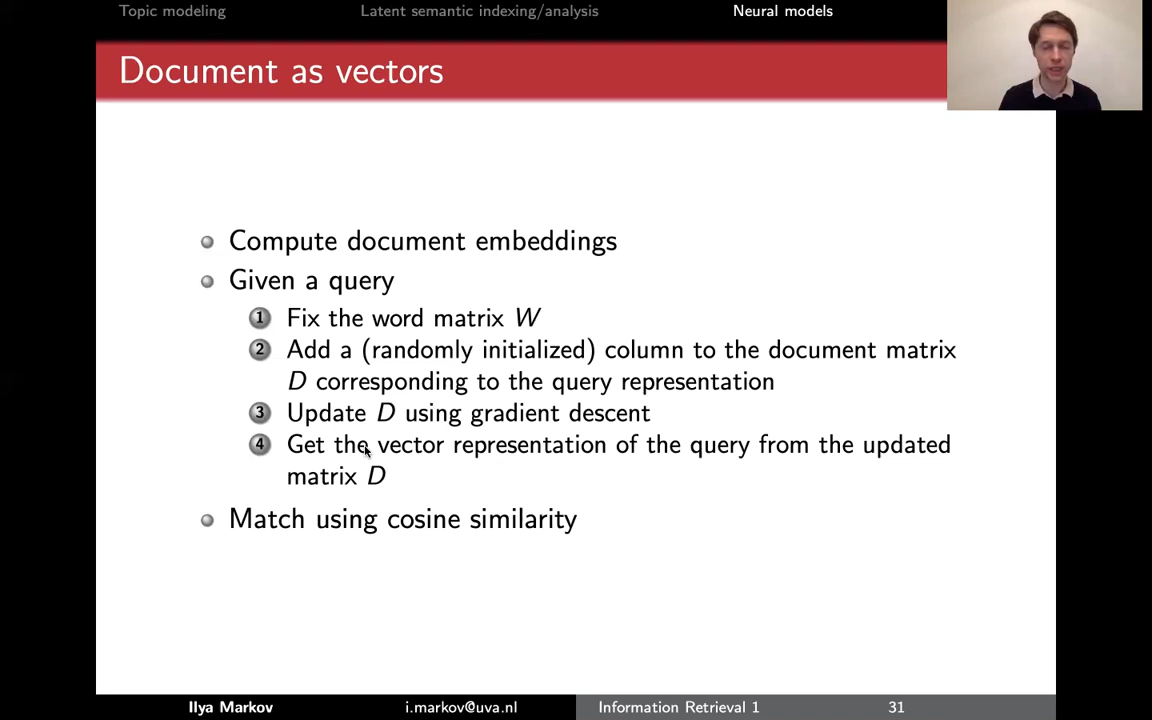 Topic modeling Latent semantic indexing/analysis Neural models
Document as vectors
Compute document embeddings
Given a query
1 Fix the word matrix W
2 Add a (randomly initialized) column to the document matrix
D corresponding to the query representation
3 Update D using gradient descent
4 Get the vector representation of the query from the updated
matrix D
Match using cosine similarity
Ilya Markov i.markov@uva.nl Information Retrieval 1 31